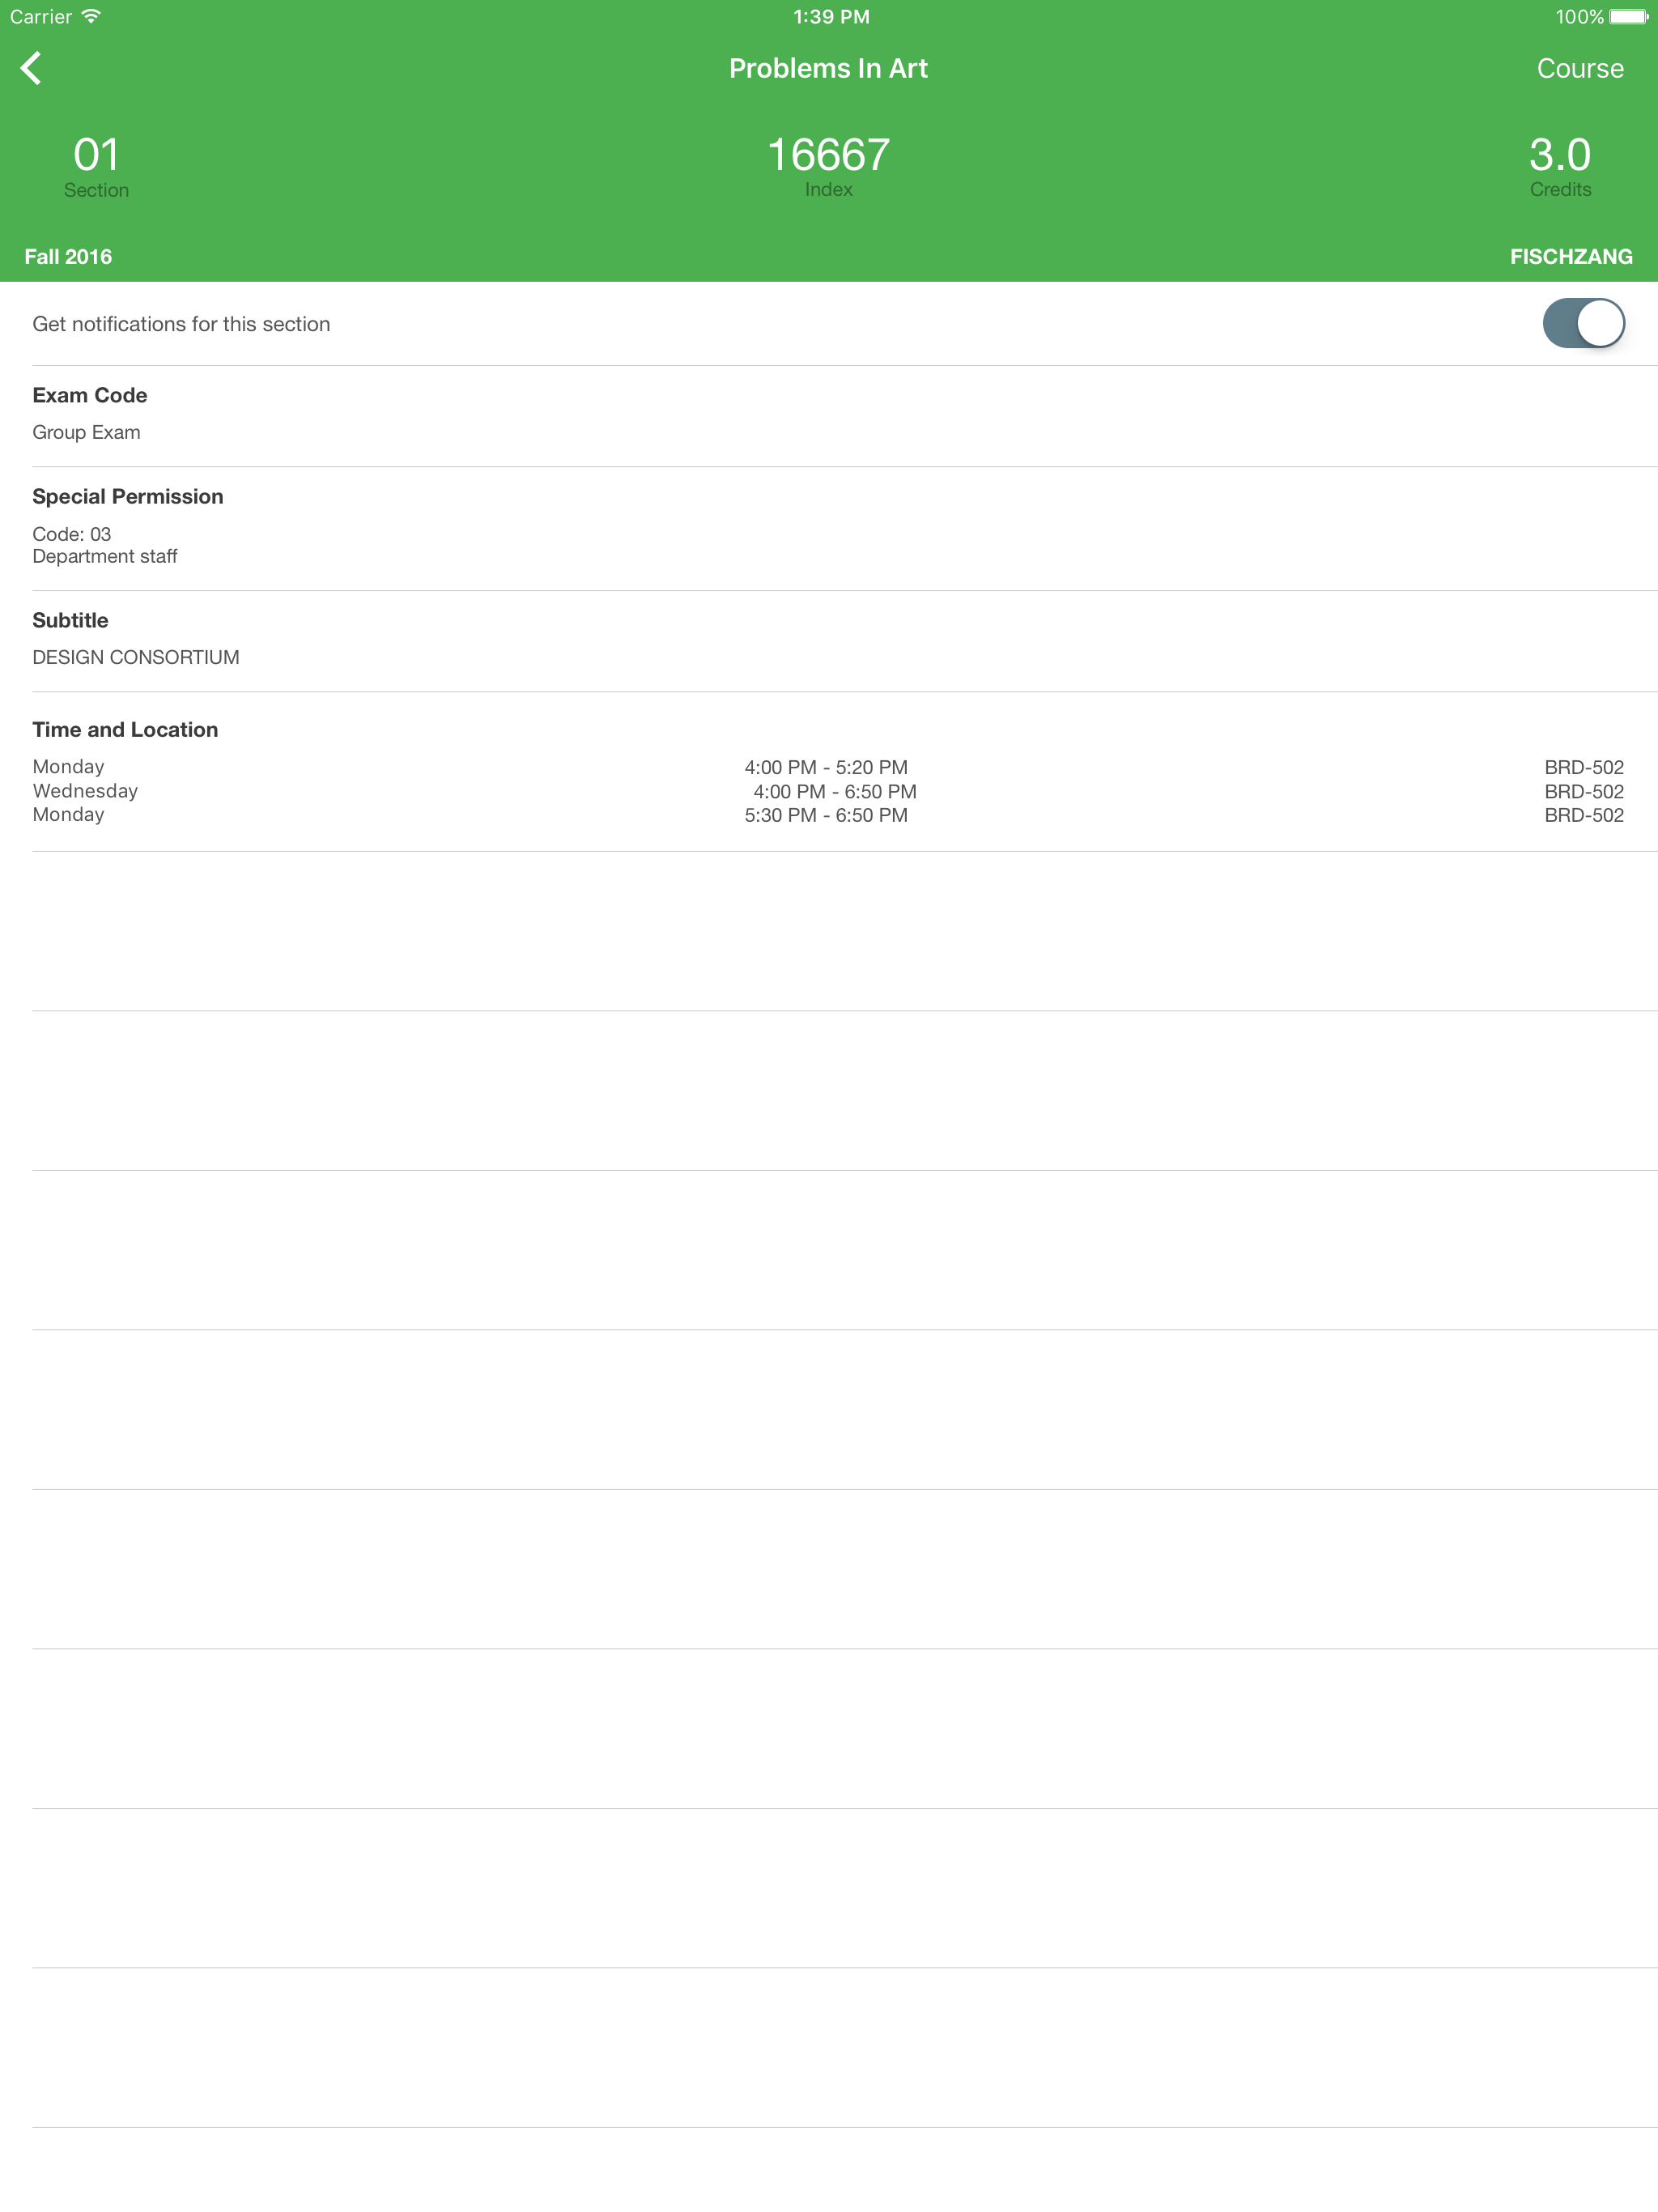 Carrier 1:39 PM 100%
Problems In Art Course
01 16667 3.0
Section Index Credits
Fall 2016 FISCHZANG
Get notifications for this section
Exam Code
Group Exam
Special Permission
Code: 03
Department staff
Subtitle
DESIGN CONSORTIUM
Time and Location
Monday 4:00 PM - 5:20 PM BRD-502
Wednesday 4:00 PM - 6:50 PM BRD-502
Monday 5:30 PM - 6:50 PM BRD-502